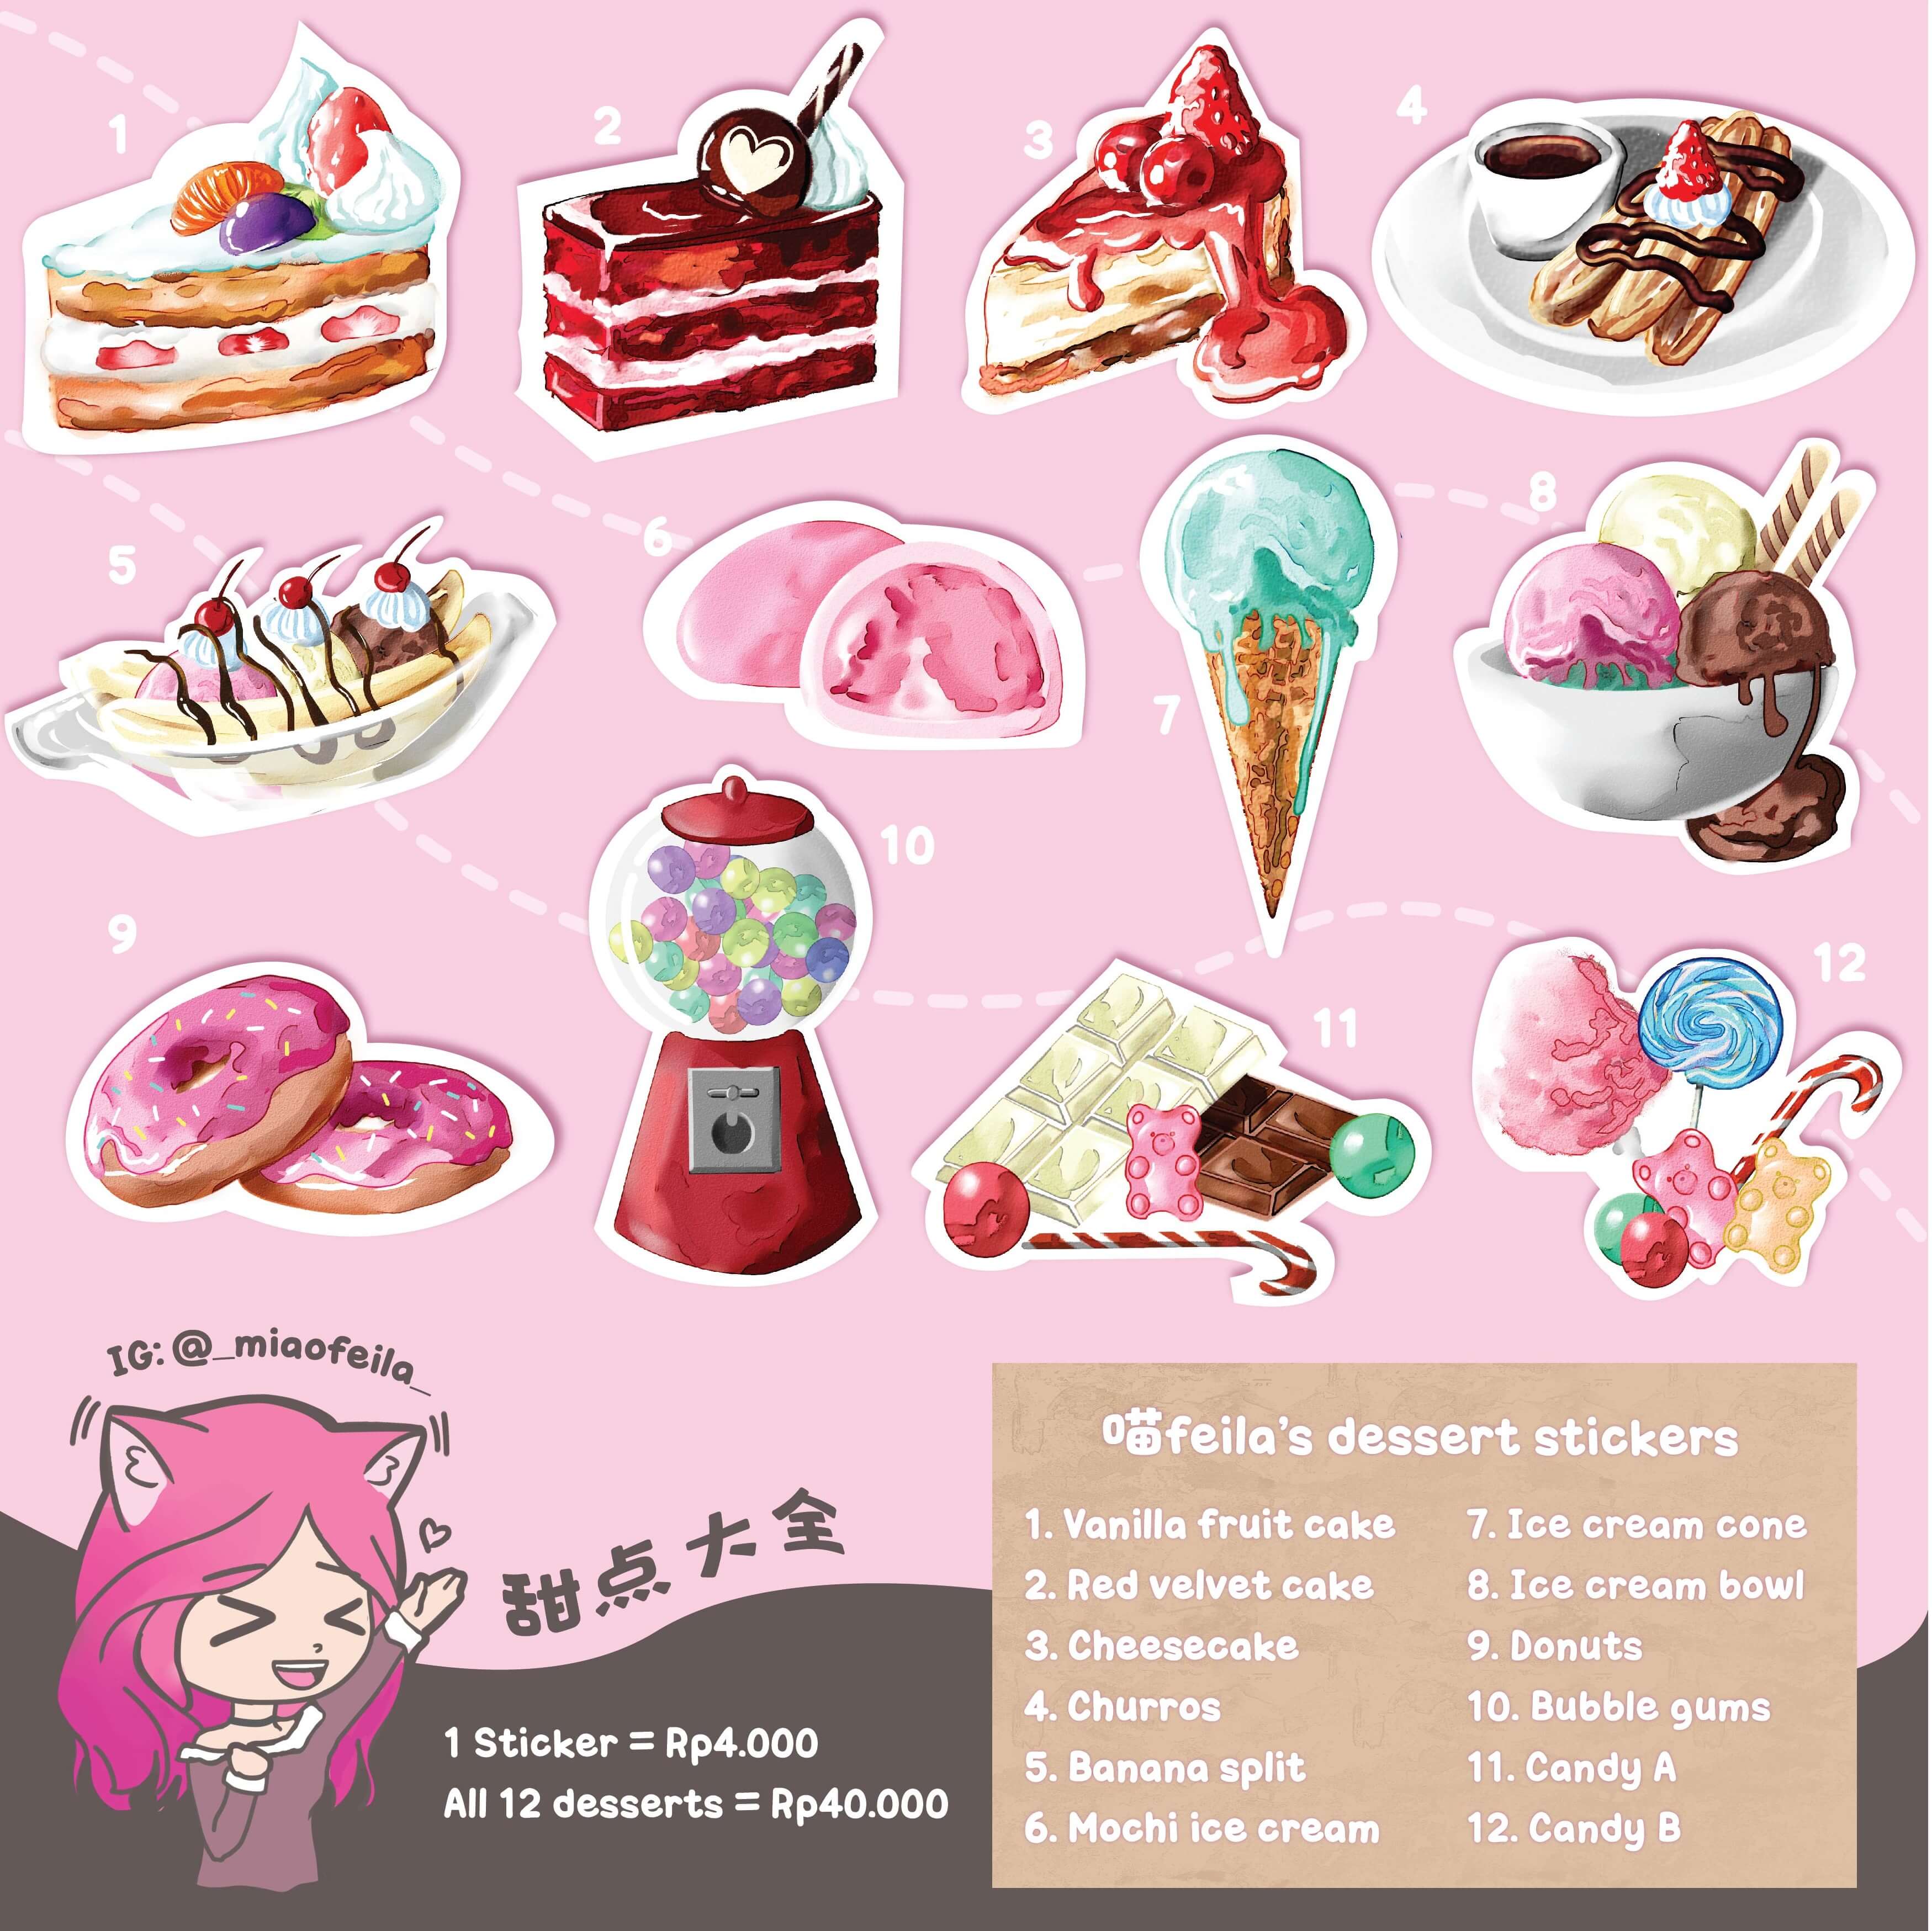 1
2
3
4
5
6
7
8
9
10
11
12
IG: @_miaofeila_
甜点大全
1 Sticker = Rp4.000
All 12 desserts = Rp40.000
喵feila's dessert stickers
1. Vanilla fruit cake
2. Red velvet cake
3. Cheesecake
4. Churros
5. Banana split
6. Mochi ice cream
7. Ice cream cone
8. Ice cream bowl
9. Donuts
10. Bubble gums
11. Candy A
12. Candy B